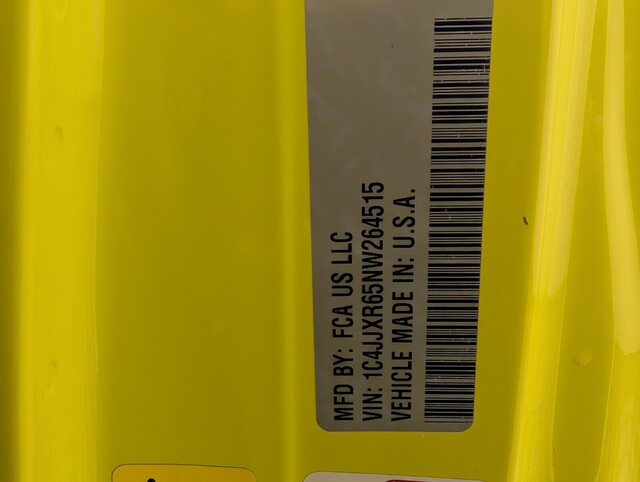 MFD BY: FCA US LLC
VIN: 1C4JJXR65NW264515
VEHICLE MADE IN: U.S.A.